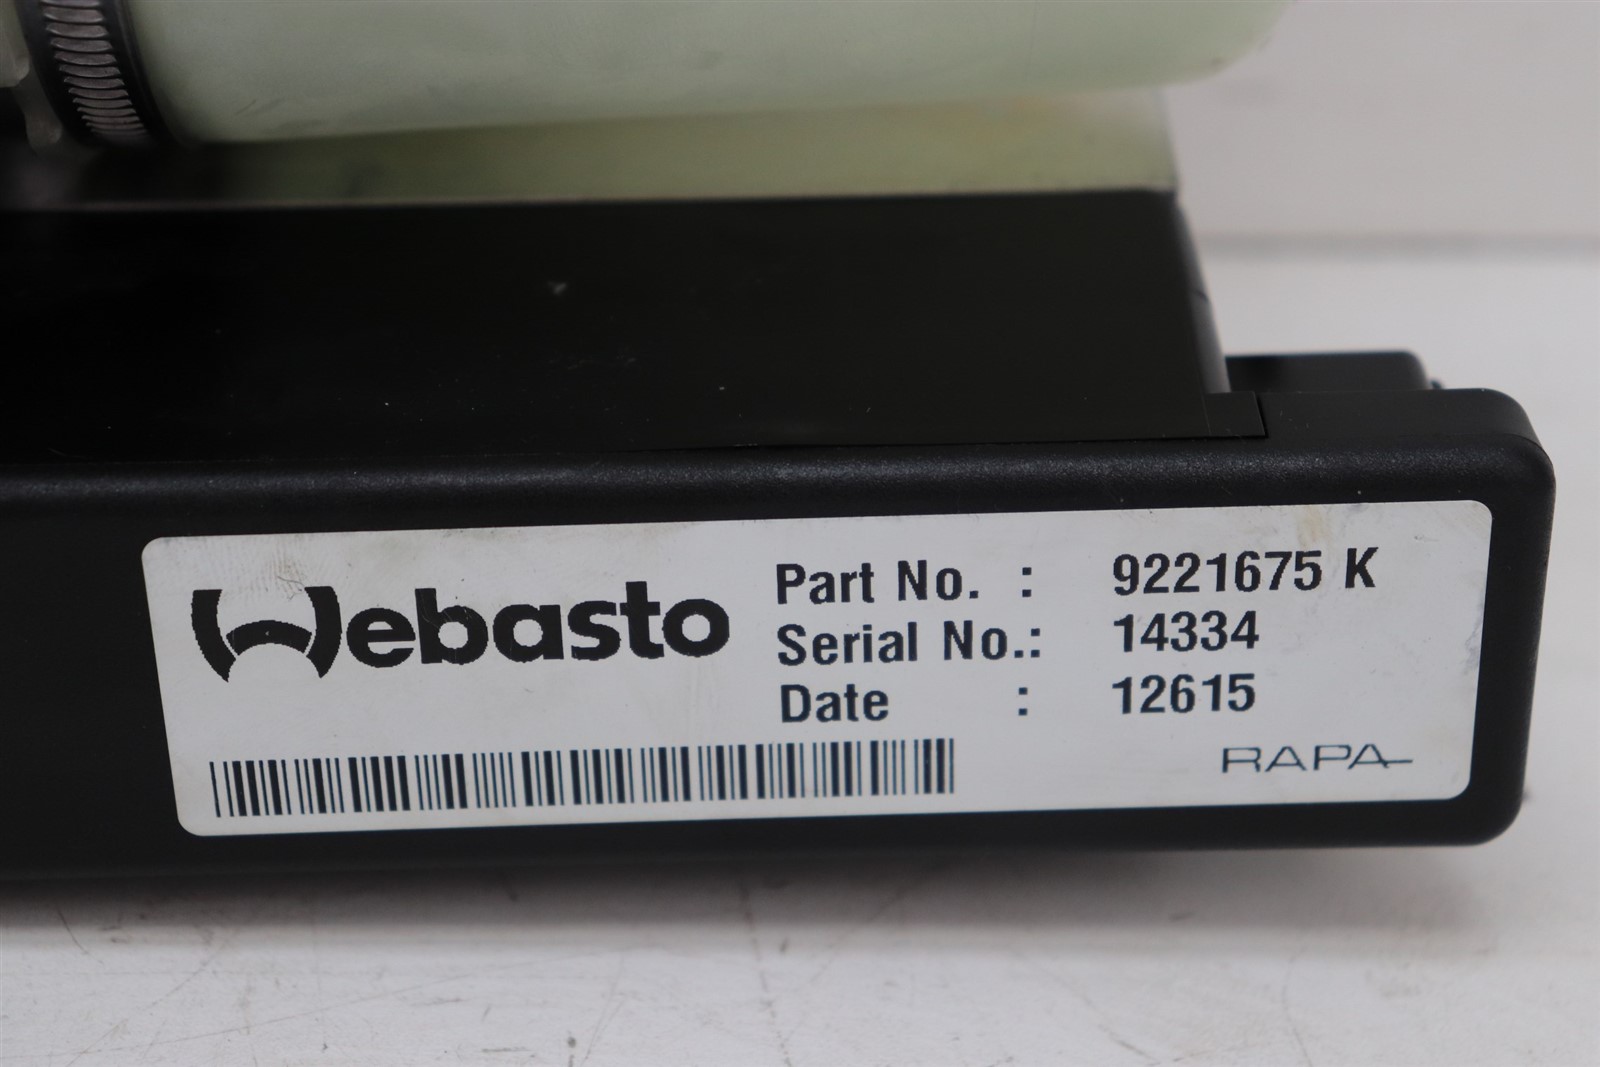 Webasto
Part No. : 9221675 K
Serial No.: 14334
Date : 12615
RAPA